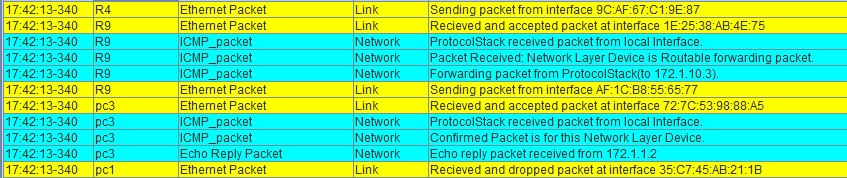 17:42:13-340 R4 Ethernet Packet Link Sending packet from interface 9C:AF:67:C1:9E:87
17:42:13-340 R9 Ethernet Packet Link Recieved and accepted packet at interface 1E:25:38:AB:4E:75
17:42:13-340 R9 ICMP_packet Network ProtocolStack received packet from local Interface.
17:42:13-340 R9 ICMP_packet Network Packet Received: Network Layer Device is Routable forwarding packet.
17:42:13-340 R9 ICMP_packet Network Forwarding packet from ProtocolStack(to 172.1.10.3).
17:42:13-340 R9 Ethernet Packet Link Sending packet from interface AF:1C:B8:55:65:77
17:42:13-340 pc3 Ethernet Packet Link Recieved and accepted packet at interface 72:7C:53:98:88:A5
17:42:13-340 pc3 ICMP_packet Network ProtocolStack received packet from local Interface.
17:42:13-340 pc3 ICMP_packet Network Confirmed Packet is for this Network Layer Device.
17:42:13-340 pc3 Echo Reply Packet Network Echo reply packet received from 172.1.1.2
17:42:13-340 pc1 Ethernet Packet Link Recieved and dropped packet at interface 35:C7:45:AB:21:1B